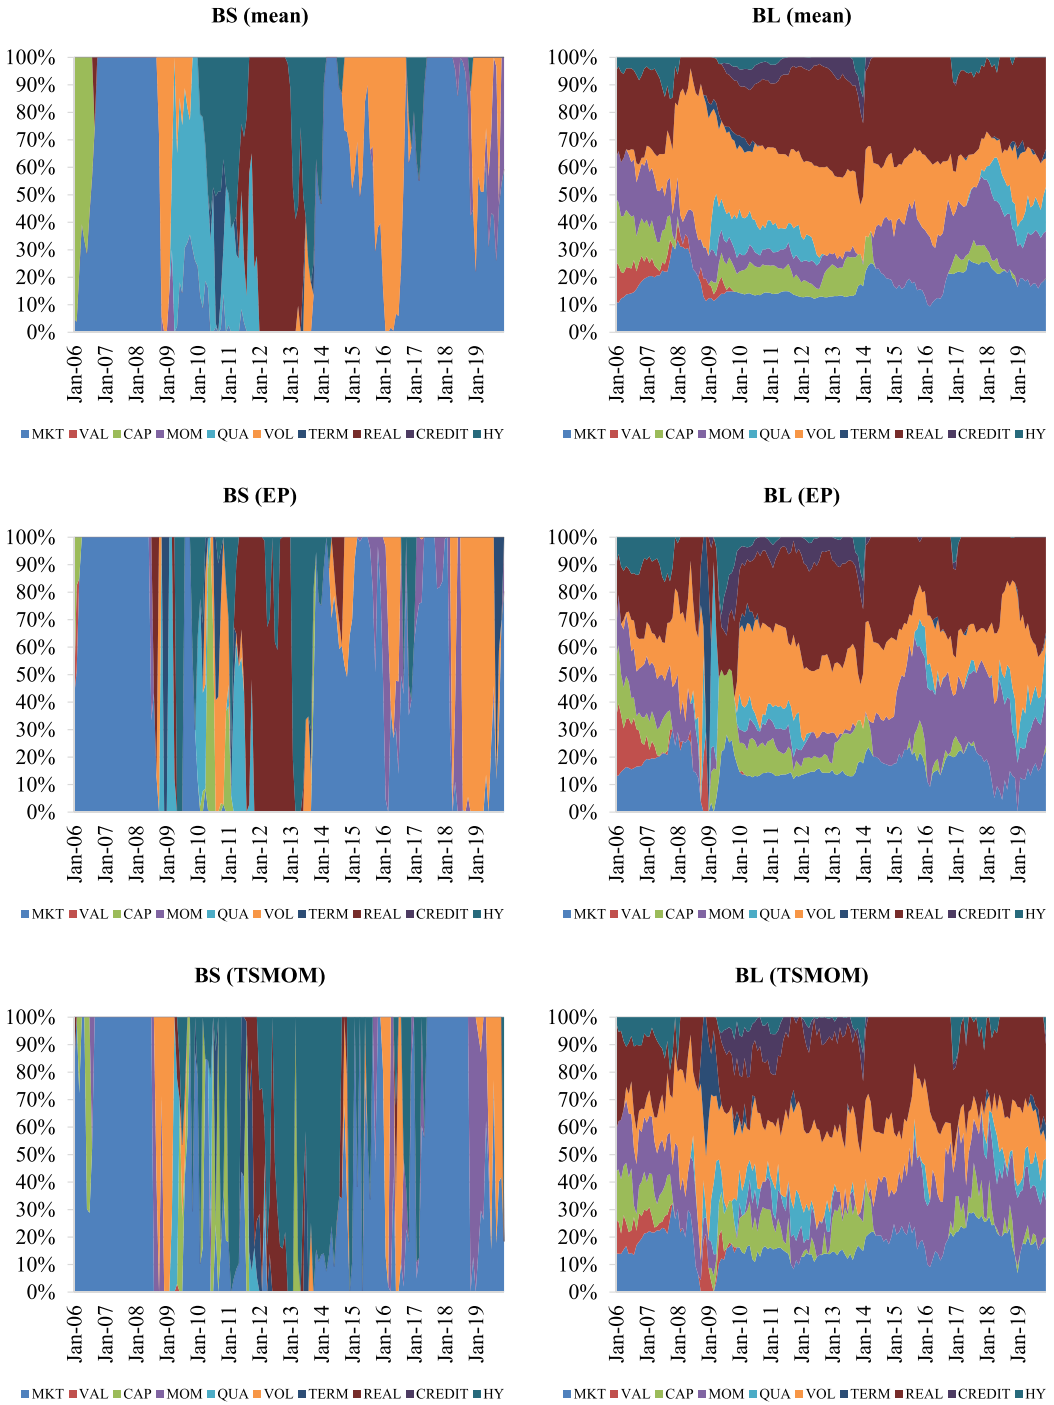 BS (mean)
100%
90%
80%
70%
60%
50%
40%
30%
20%
10%
0%
Jan-06
Jan-07
Jan-08
Jan-09
Jan-10
Jan-11
Jan-12
Jan-13
Jan-14
Jan-15
Jan-16
Jan-17
Jan-18
Jan-19
MKT VAL CAP MOM QUA VOL TERM REAL CREDIT HY
BL (mean)
100%
90%
80%
70%
60%
50%
40%
30%
20%
10%
0%
Jan-06
Jan-07
Jan-08
Jan-09
Jan-10
Jan-11
Jan-12
Jan-13
Jan-14
Jan-15
Jan-16
Jan-17
Jan-18
Jan-19
MKT VAL CAP MOM QUA VOL TERM REAL CREDIT HY
BS (EP)
100%
90%
80%
70%
60%
50%
40%
30%
20%
10%
0%
Jan-06
Jan-07
Jan-08
Jan-09
Jan-10
Jan-11
Jan-12
Jan-13
Jan-14
Jan-15
Jan-16
Jan-17
Jan-18
Jan-19
MKT VAL CAP MOM QUA VOL TERM REAL CREDIT HY
BL (EP)
100%
90%
80%
70%
60%
50%
40%
30%
20%
10%
0%
Jan-06
Jan-07
Jan-08
Jan-09
Jan-10
Jan-11
Jan-12
Jan-13
Jan-14
Jan-15
Jan-16
Jan-17
Jan-18
Jan-19
MKT VAL CAP MOM QUA VOL TERM REAL CREDIT HY
BS (TSMOM)
100%
90%
80%
70%
60%
50%
40%
30%
20%
10%
0%
Jan-06
Jan-07
Jan-08
Jan-09
Jan-10
Jan-11
Jan-12
Jan-13
Jan-14
Jan-15
Jan-16
Jan-17
Jan-18
Jan-19
MKT VAL CAP MOM QUA VOL TERM REAL CREDIT HY
BL (TSMOM)
100%
90%
80%
70%
60%
50%
40%
30%
20%
10%
0%
Jan-06
Jan-07
Jan-08
Jan-09
Jan-10
Jan-11
Jan-12
Jan-13
Jan-14
Jan-15
Jan-16
Jan-17
Jan-18
Jan-19
MKT VAL CAP MOM QUA VOL TERM REAL CREDIT HY